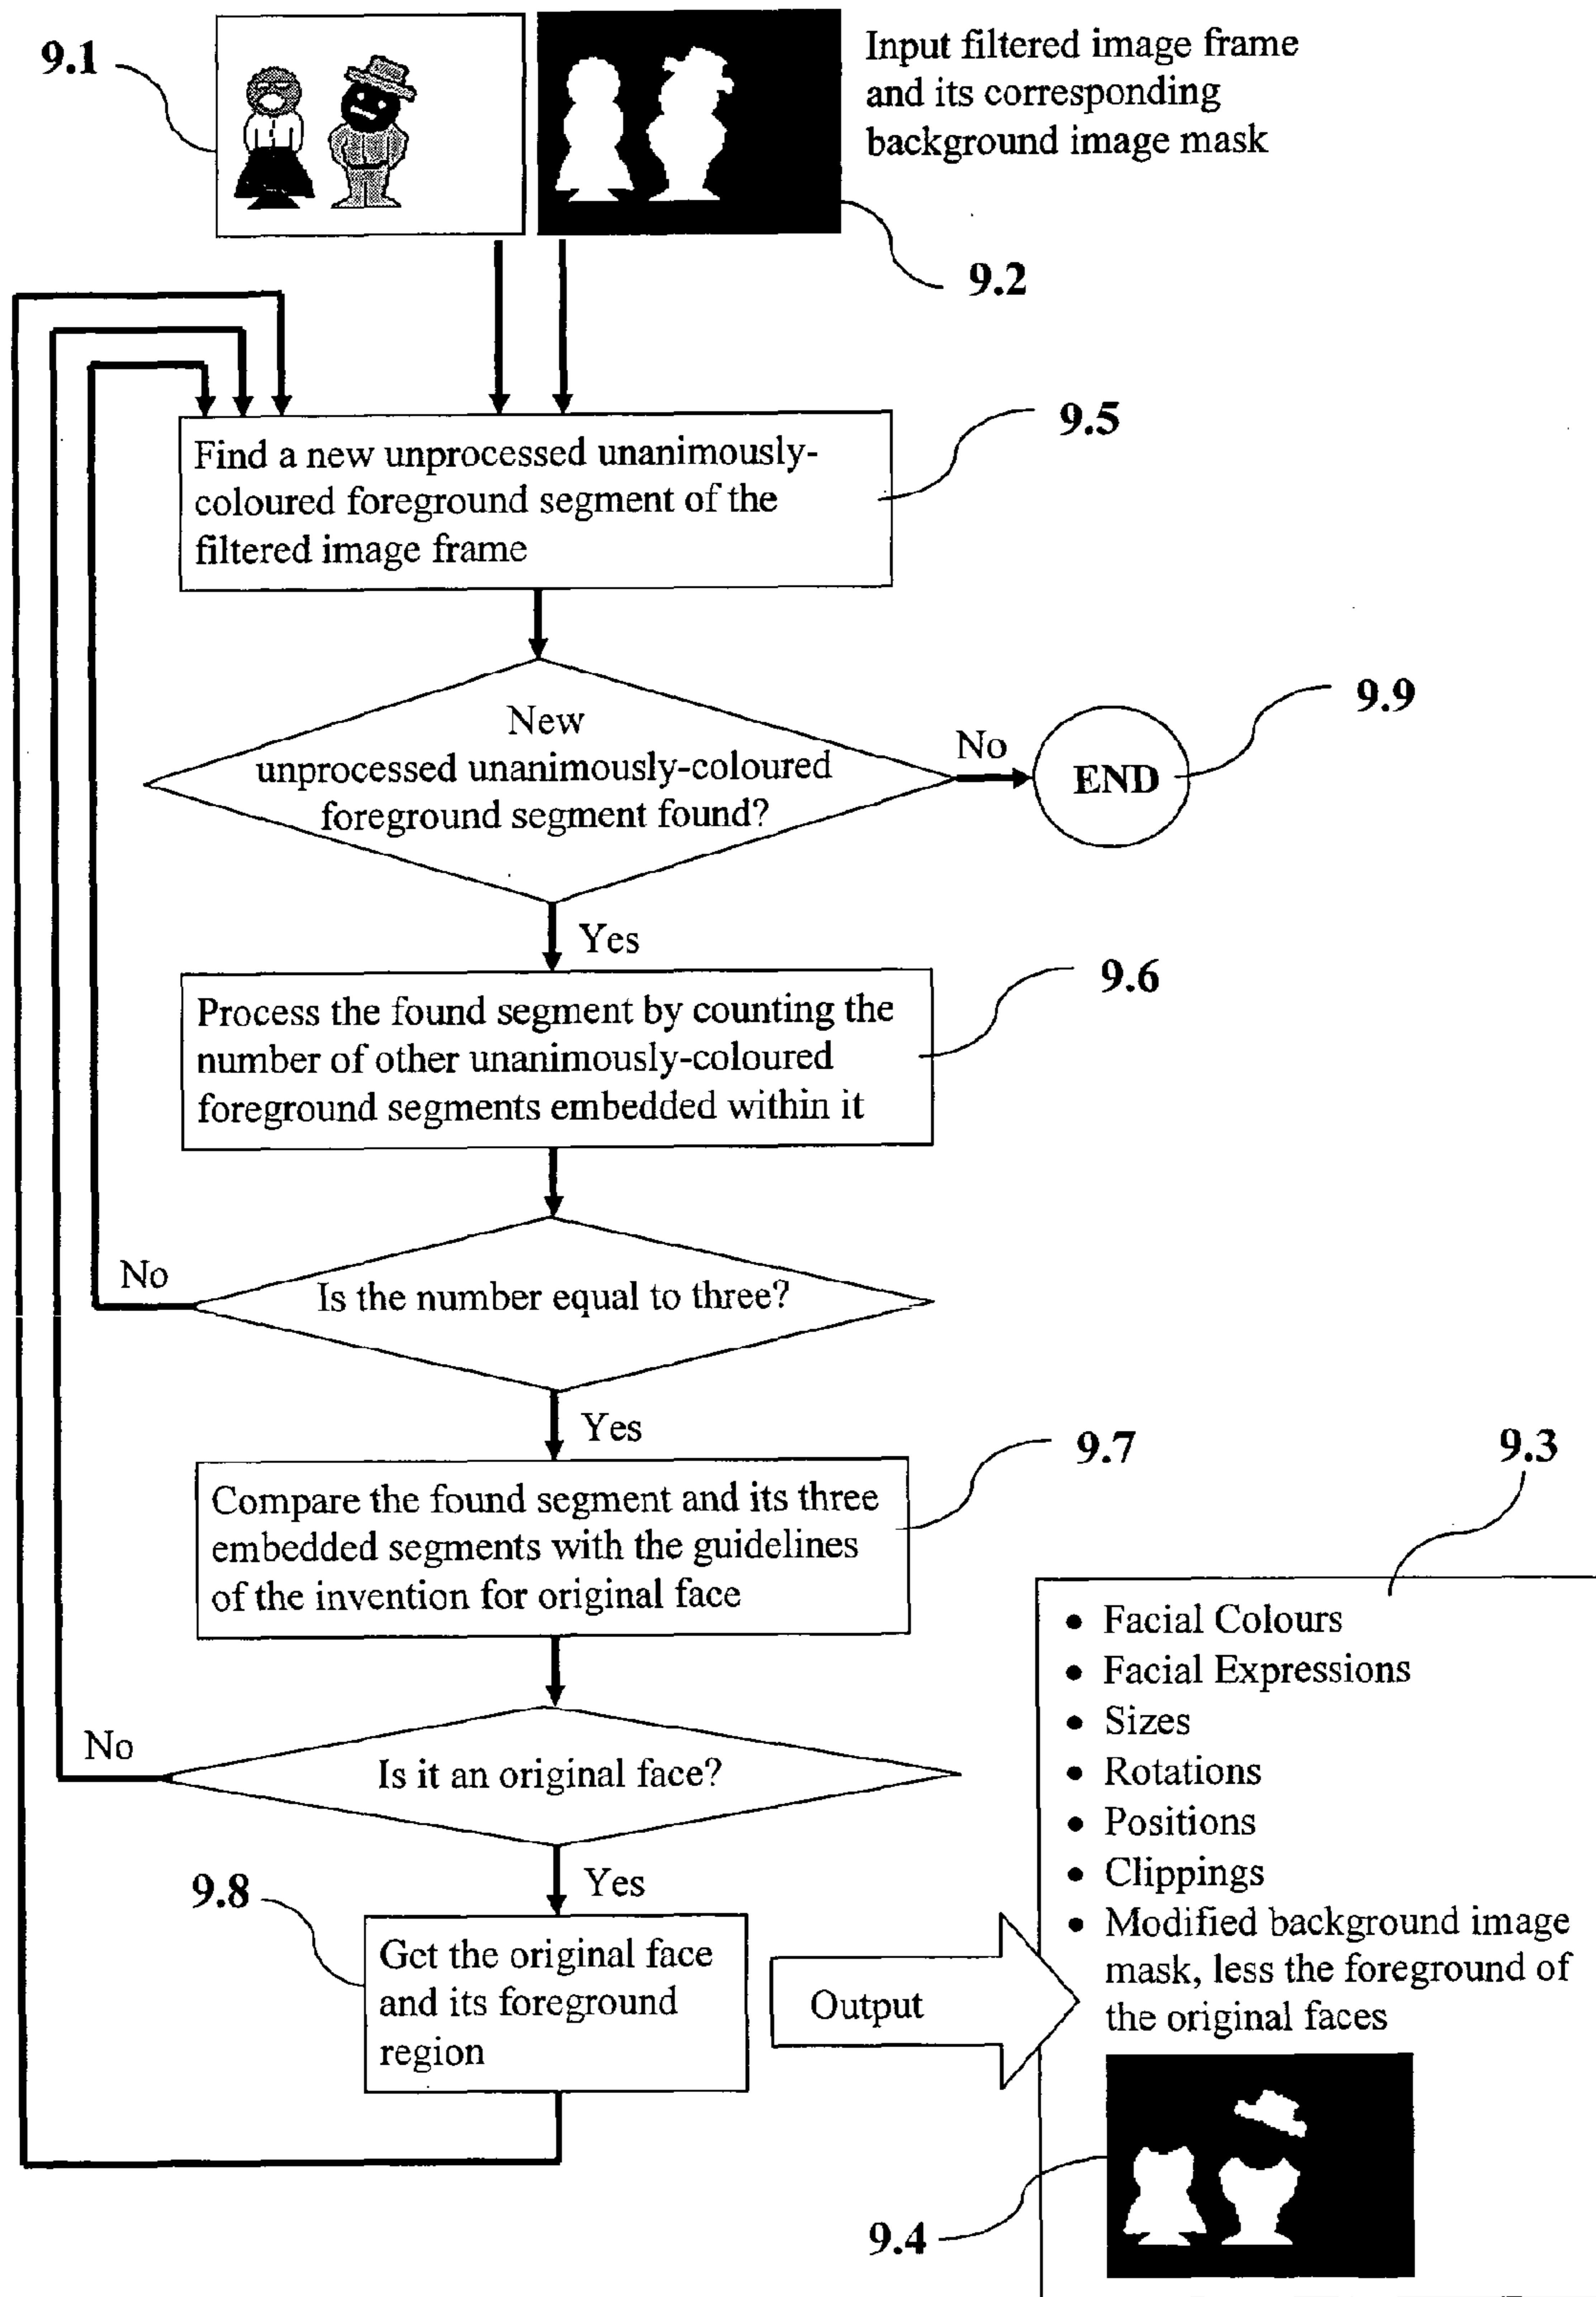 9.1
Input filtered image frame
and its corresponding
background image mask
9.2
9.5
Find a new unprocessed unanimously-
coloured foreground segment of the
filtered image frame
9.9
New
unprocessed unanimously-coloured
foreground segment found?
No
END
Yes
9.6
Process the found segment by counting the
number of other unanimously-coloured
foreground segments embedded within it
No
Is the number equal to three?
Yes
9.7
9.3
Compare the found segment and its three
embedded segments with the guidelines
of the invention for original face
No
Is it an original face?
Yes
9.8
Get the original face
and its foreground
region
Output
• Facial Colours
• Facial Expressions
• Sizes
• Rotations
• Positions
• Clippings
• Modified background image
mask, less the foreground of
the original faces
9.4